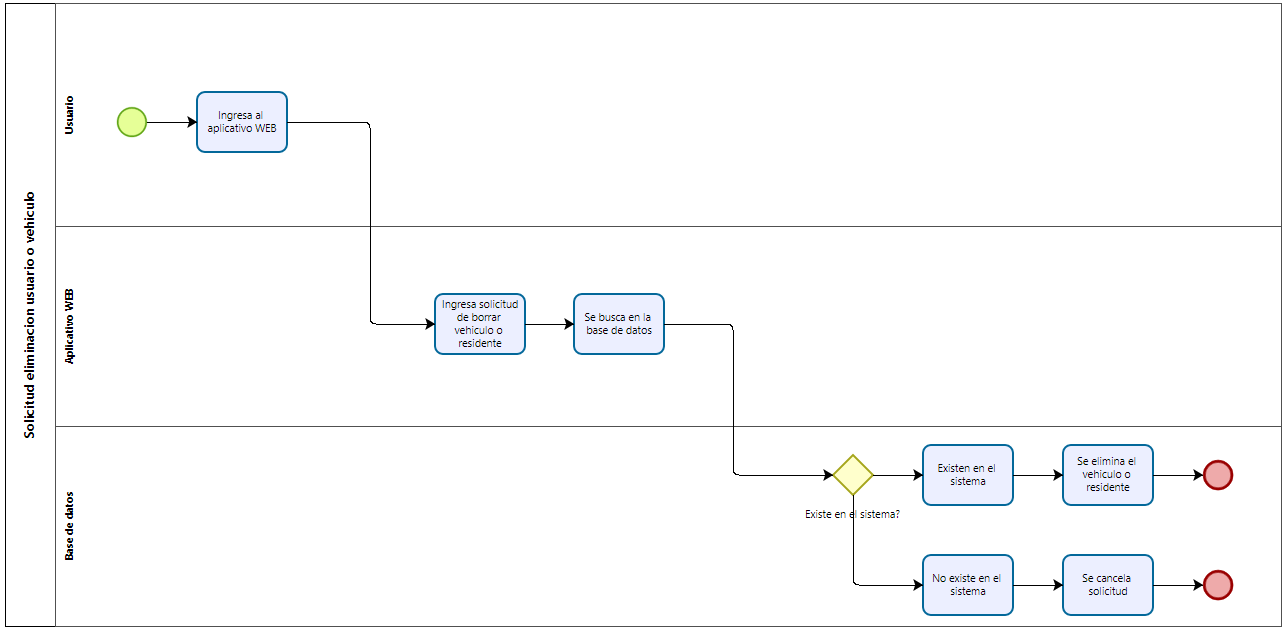 Solicitud eliminacion usuario o vehiculo
Usuario
Ingresa al
aplicativo WEB
Aplicativo WEB
Ingresa solicitud
de borrar
vehiculo o
residente
Se busca en la
base de datos
Base de datos
Existe en el sistema?
Existen en el
sistema
Se elimina el
vehiculo o
residente
No existe en el
sistema
Se cancela
solicitud